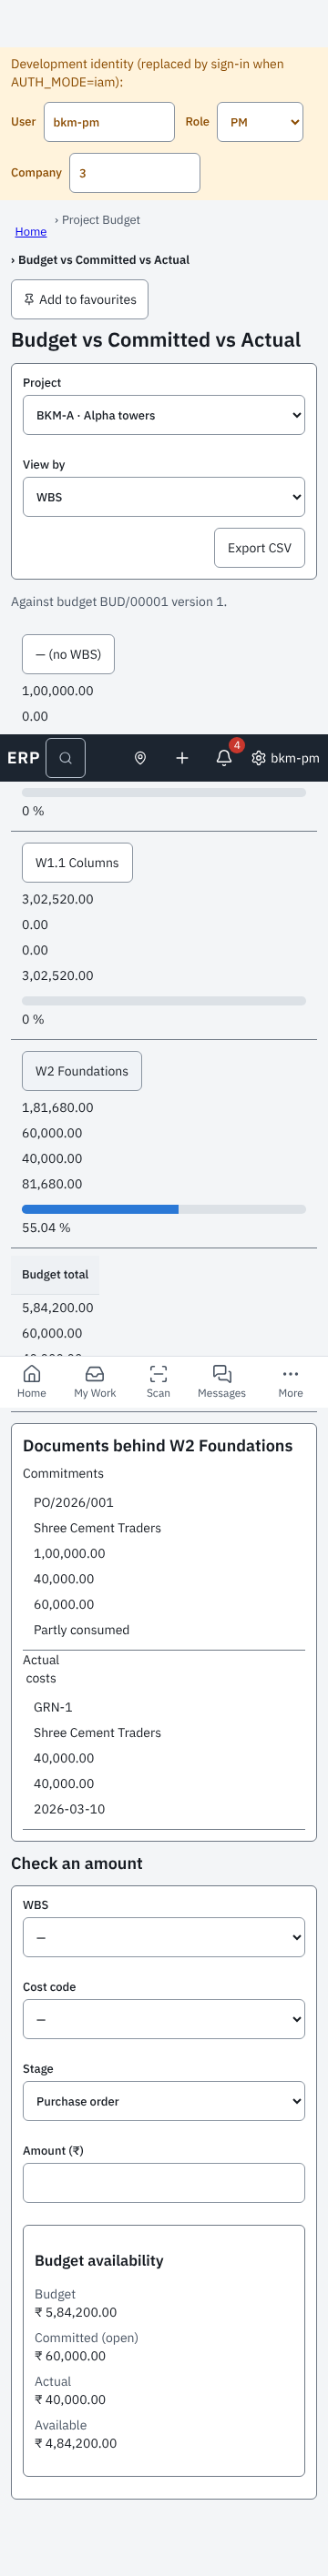 Development identity (replaced by sign-in when
AUTH_MODE=iam):
User bkm-pm Role PM
Company 3
Home › Project Budget
› Budget vs Committed vs Actual
Add to favourites
Budget vs Committed vs Actual
Project
BKM-A · Alpha towers
View by
WBS
Export CSV
Against budget BUD/00001 version 1.
— (no WBS)
1,00,000.00
0.00
ERP 4 bkm-pm
0 %
W1.1 Columns
3,02,520.00
0.00
0.00
3,02,520.00
0 %
W2 Foundations
1,81,680.00
60,000.00
40,000.00
81,680.00
55.04 %
Budget total
5,84,200.00
60,000.00
Home My Work Scan Messages More
Documents behind W2 Foundations
Commitments
PO/2026/001
Shree Cement Traders
1,00,000.00
40,000.00
60,000.00
Partly consumed
Actual
costs
GRN-1
Shree Cement Traders
40,000.00
40,000.00
2026-03-10
Check an amount
WBS
—
Cost code
—
Stage
Purchase order
Amount (₹)
Budget availability
Budget
₹ 5,84,200.00
Committed (open)
₹ 60,000.00
Actual
₹ 40,000.00
Available
₹ 4,84,200.00